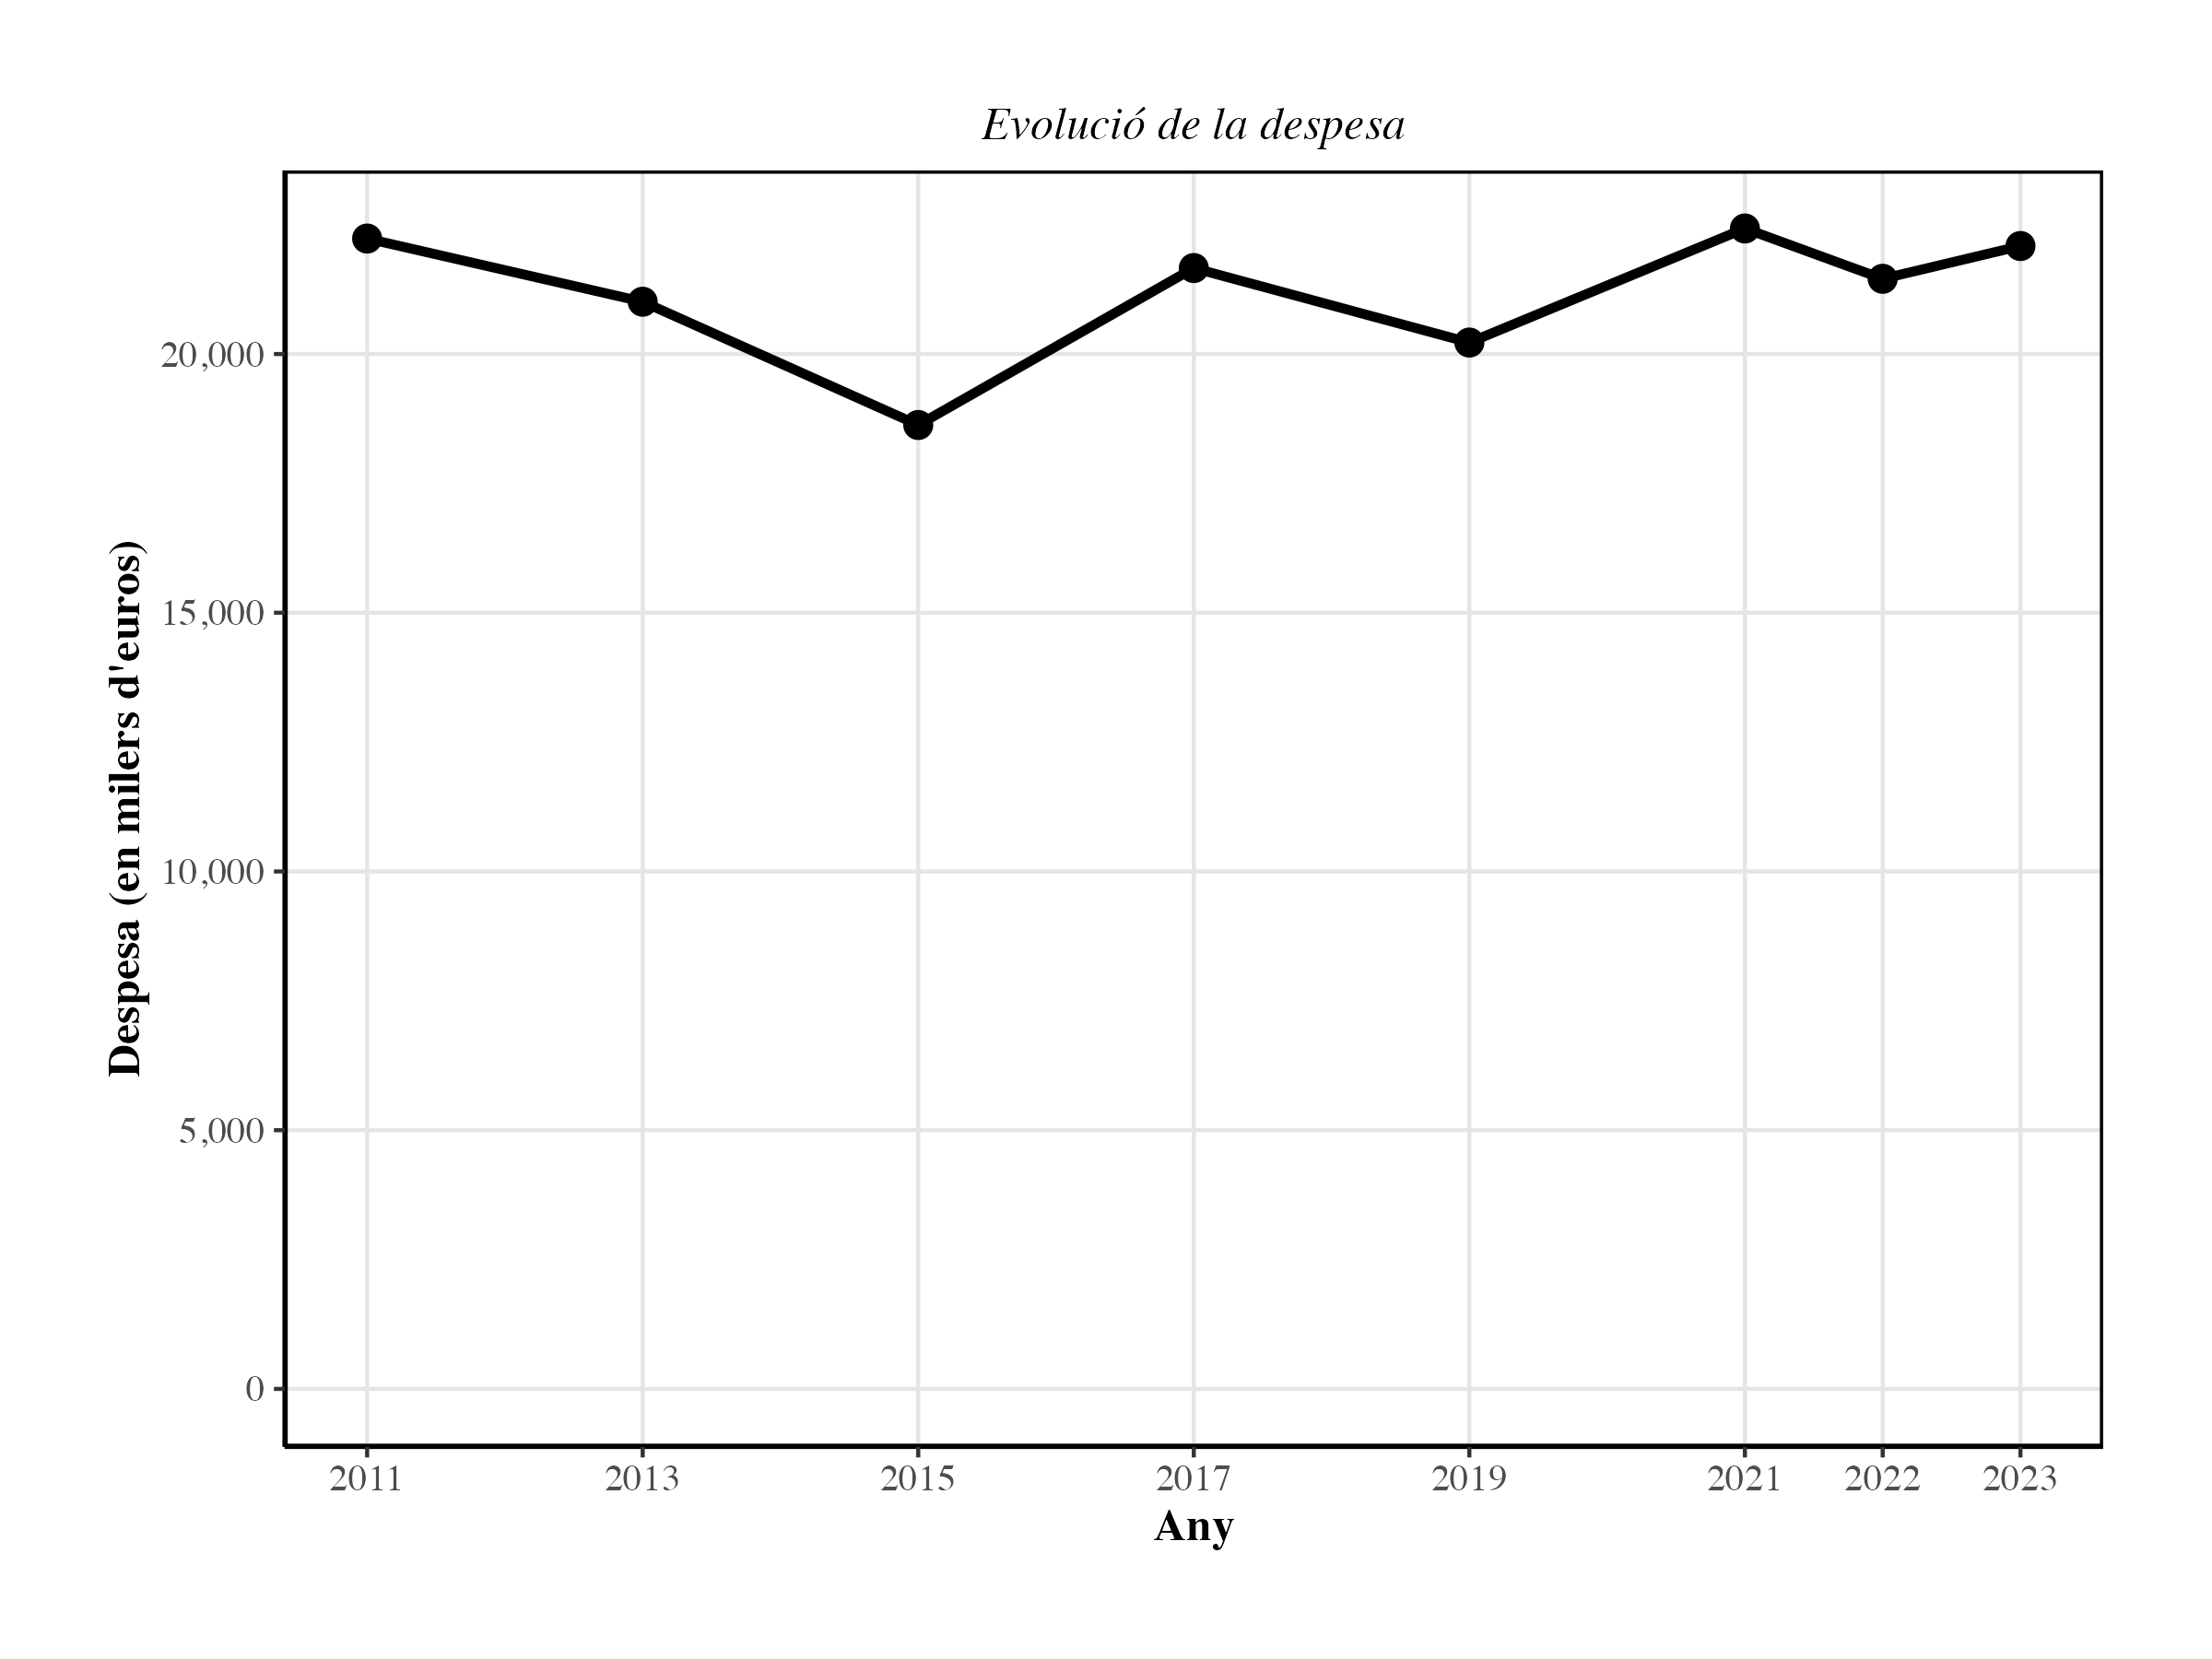 Evolució de la despesa
Despesa (en milers d'euros)
20,000
15,000
10,000
5,000
0
2011 2013 2015 2017 2019 2021 2022 2023
Any